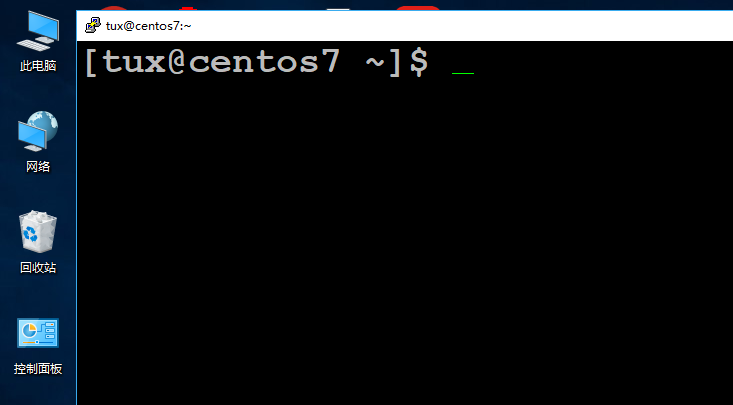 tux@centos7:~
[tux@centos7 ~]$ _
此电脑
网络
回收站
控制面板